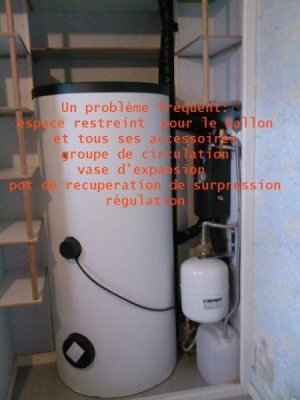 Un problème fréquent:
espace restreint pour le ballon
et tous ses accessoires
groupe de circulation
vase d'expansion
pot de recuperation de surpression
régulation